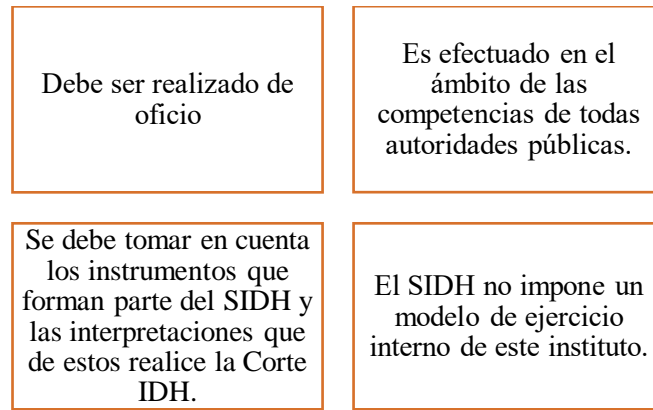 Debe ser realizado de
oficio
Es efectuado en el
ámbito de las
competencias de todas
autoridades públicas.
Se debe tomar en cuenta
los instrumentos que
forman parte del SIDH y
las interpretaciones que
de estos realice la Corte
IDH.
El SIDH no impone un
modelo de ejercicio
interno de este instituto.